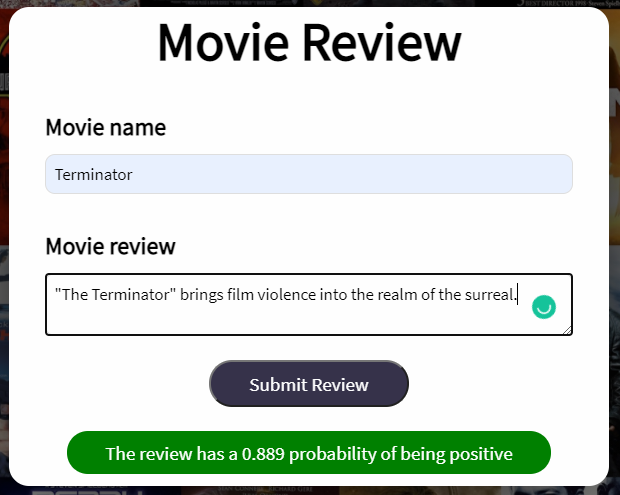 Movie Review
Movie name
Terminator
Movie review
"The Terminator" brings film violence into the realm of the surreal.
Submit Review
The review has a 0.889 probability of being positive